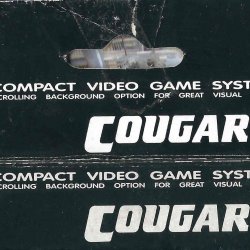 COMPACT VIDEO GAME SYST
CROLLING BACKGROUND OPTION FOR GREAT VISUAL
COUGAR
COMPACT VIDEO GAME SYST
CROLLING BACKGROUND OPTION FOR GREAT VISUAL
COUGAR